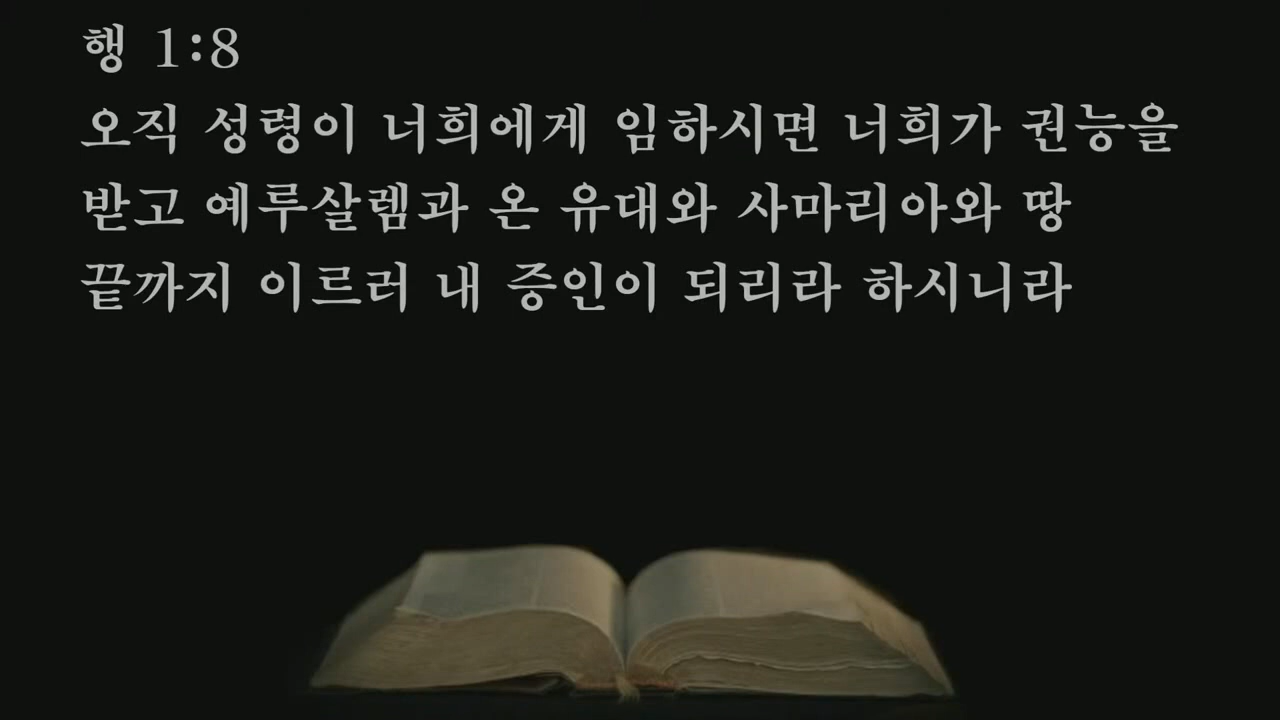 행 1:8
오직 성령이 너희에게 임하시면 너희가 권능을
받고 예루살렘과 온 유대와 사마리아와 땅
끝까지 이르러 내 증인이 되리라 하시니라